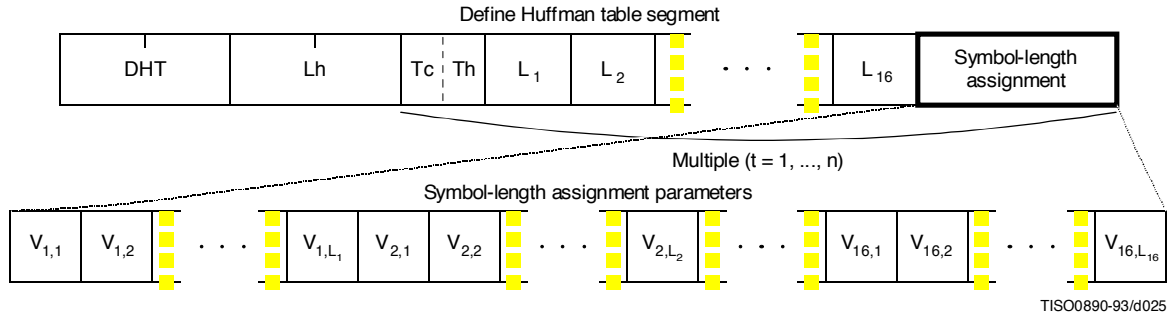 Define Huffman table segment
DHT Lh Tc Th L1 L2 . . . L16 Symbol-length
assignment
Multiple (t = 1, ..., n)
Symbol-length assignment parameters
V1,1 V1,2 . . . V1,L1 V2,1 V2,2 . . . V2,L2 . . . V16,1 V16,2 . . . V16,L16
TISO0890-93/d025